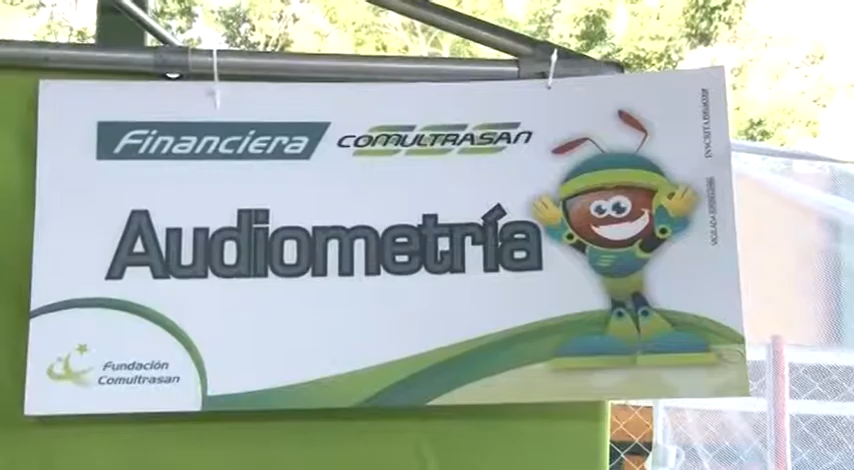 Financiera COMULTRASAN
Audiometría
Fundación
Comultrasan